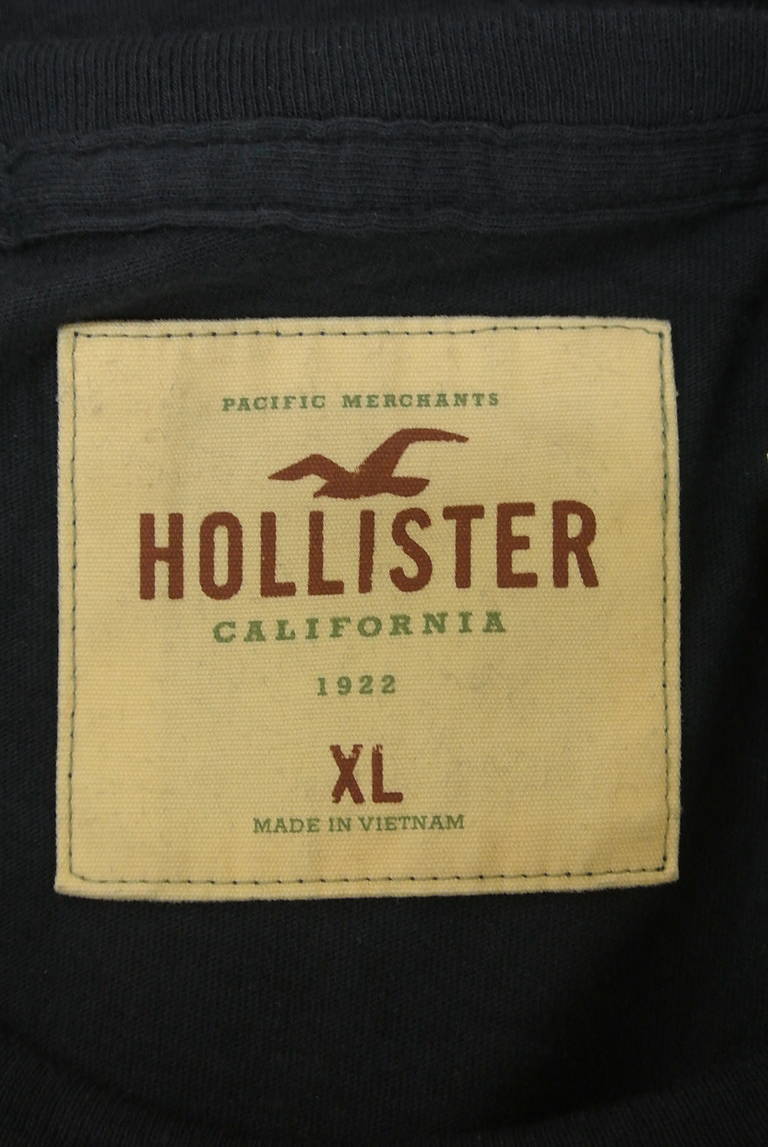 PACIFIC MERCHANTS
HOLLISTER
CALIFORNIA
1922
XL
MADE IN VIETNAM